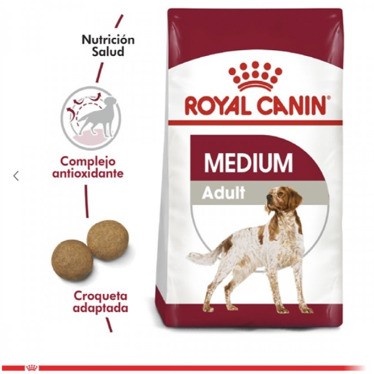 Nutrición
Salud
Complejo
antioxidante
Croqueta
adaptada
ROYAL CANIN
MEDIUM
Adult